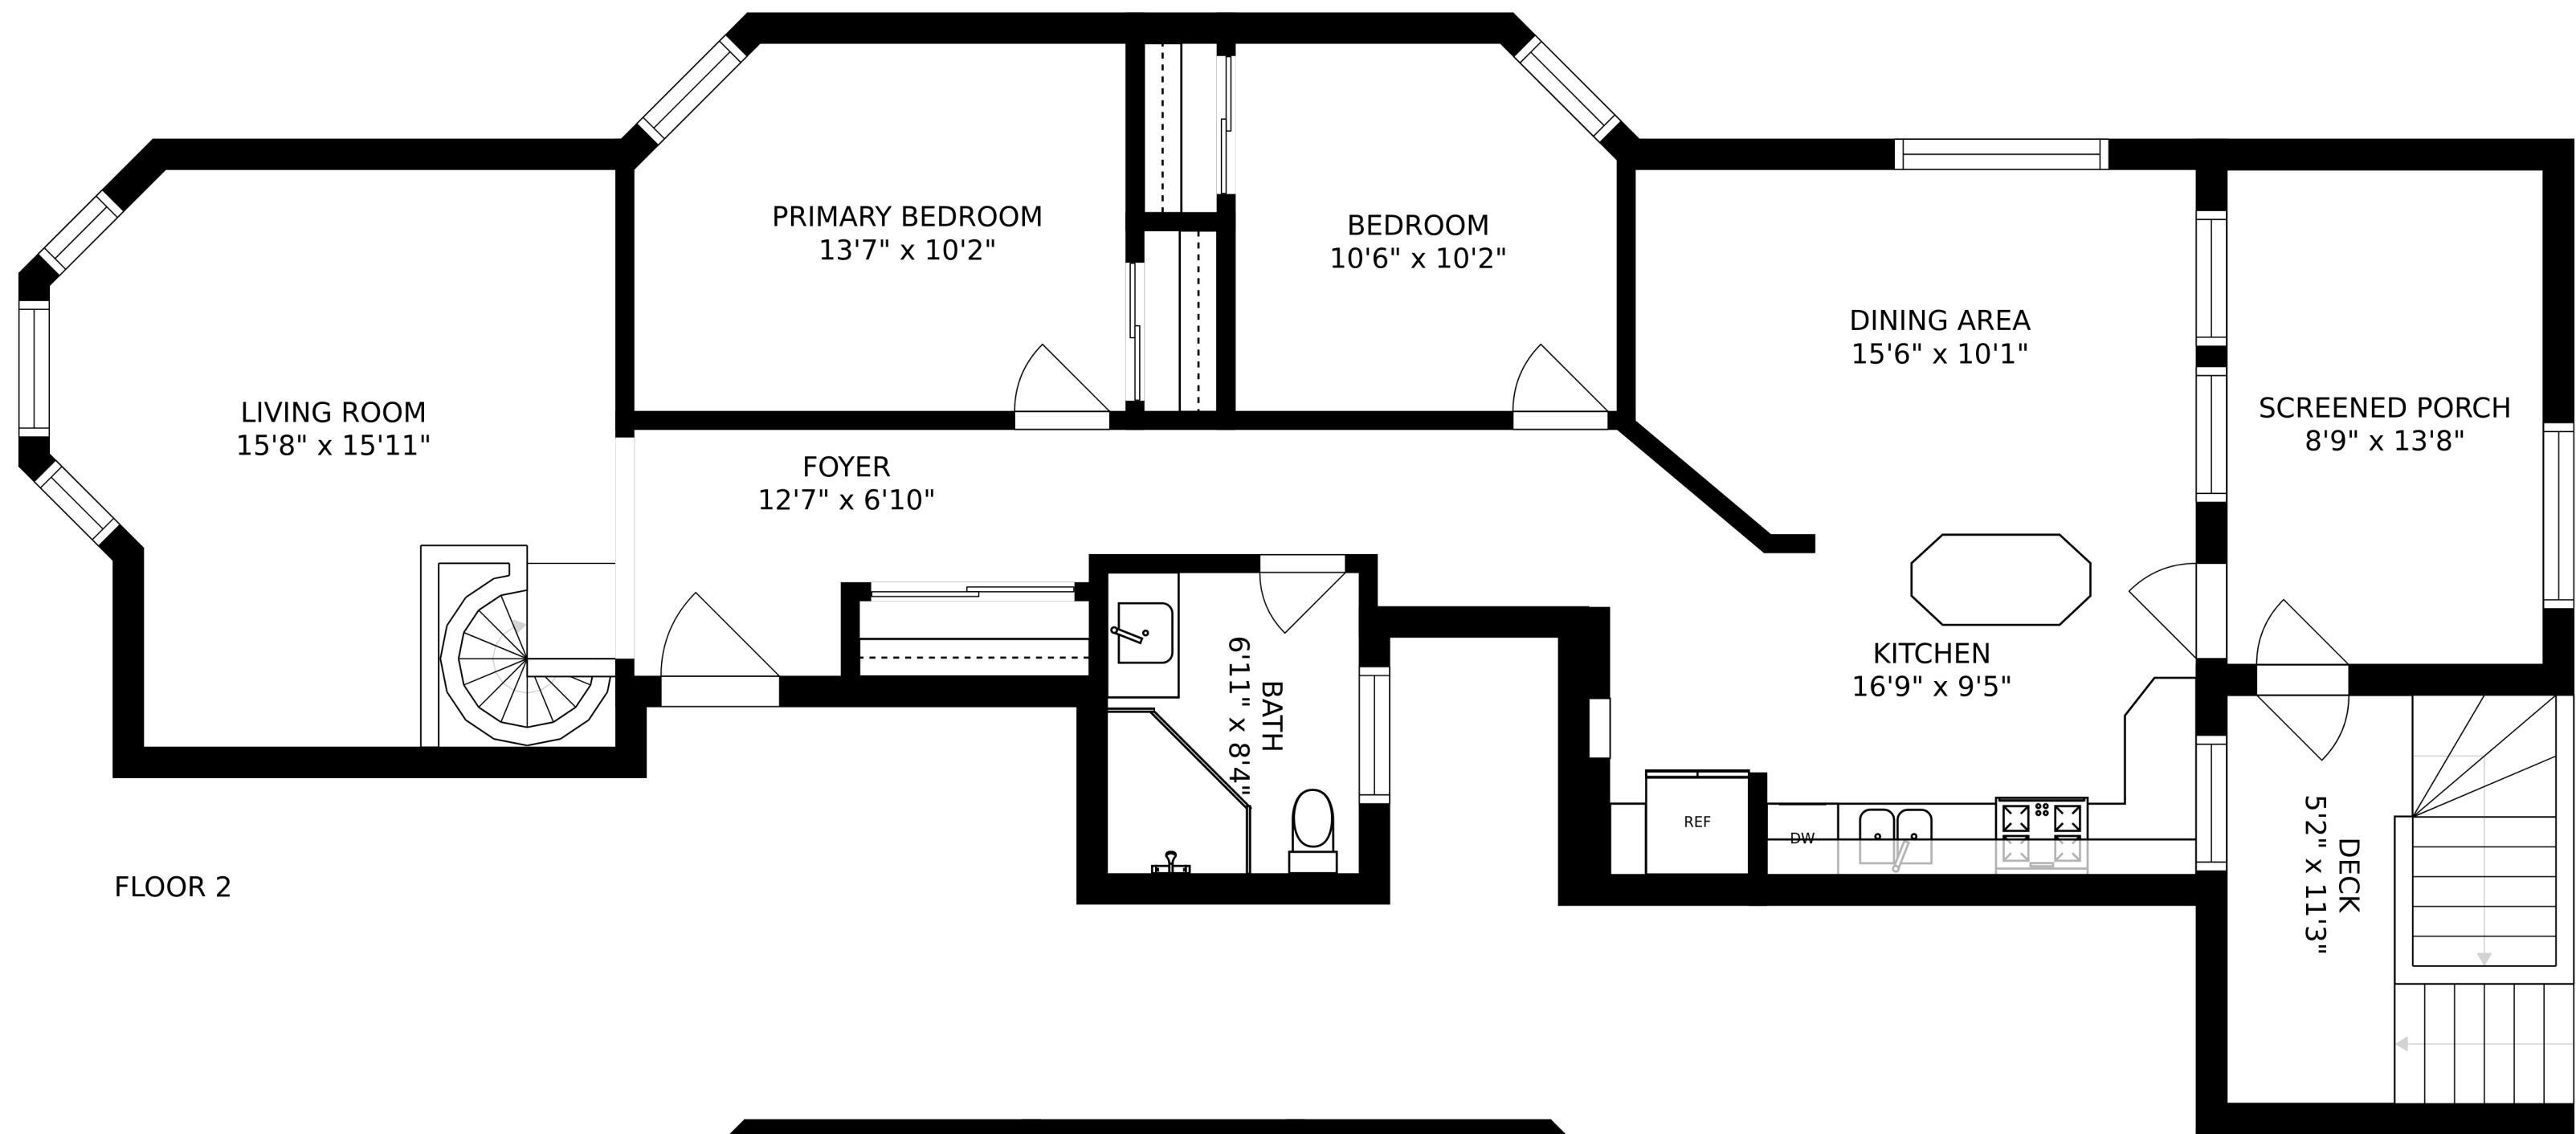 PRIMARY BEDROOM
13'7" x 10'2"
BEDROOM
10'6" x 10'2"
DINING AREA
15'6" x 10'1"
SCREENED PORCH
8'9" x 13'8"
LIVING ROOM
15'8" x 15'11"
FOYER
12'7" x 6'10"
KITCHEN
16'9" x 9'5"
BATH
6'11" x 8'4"
REF
DW
DECK
5'2" x 11'3"
FLOOR 2